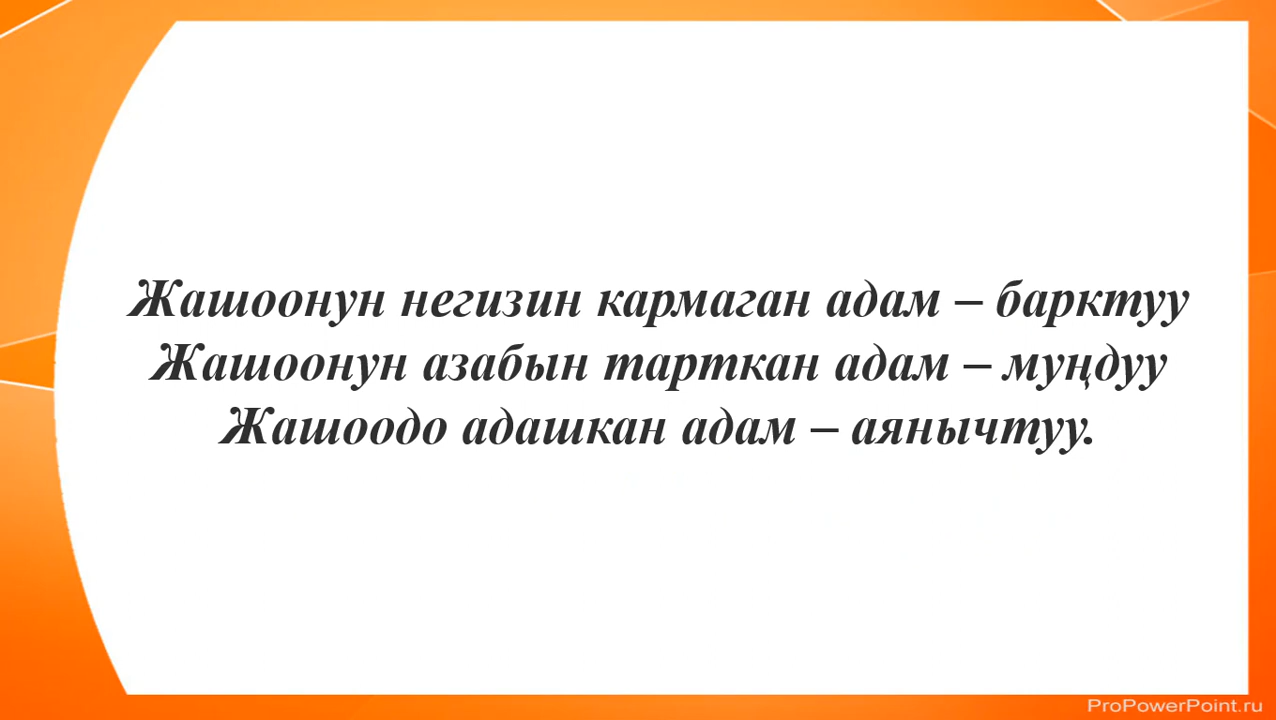 Жашоонун негизин кармаган адам – барктуу
Жашоонун азабын тарткан адам – муңдуу
Жашоодо адашкан адам – аянычтуу.
ProPowerPoint.ru